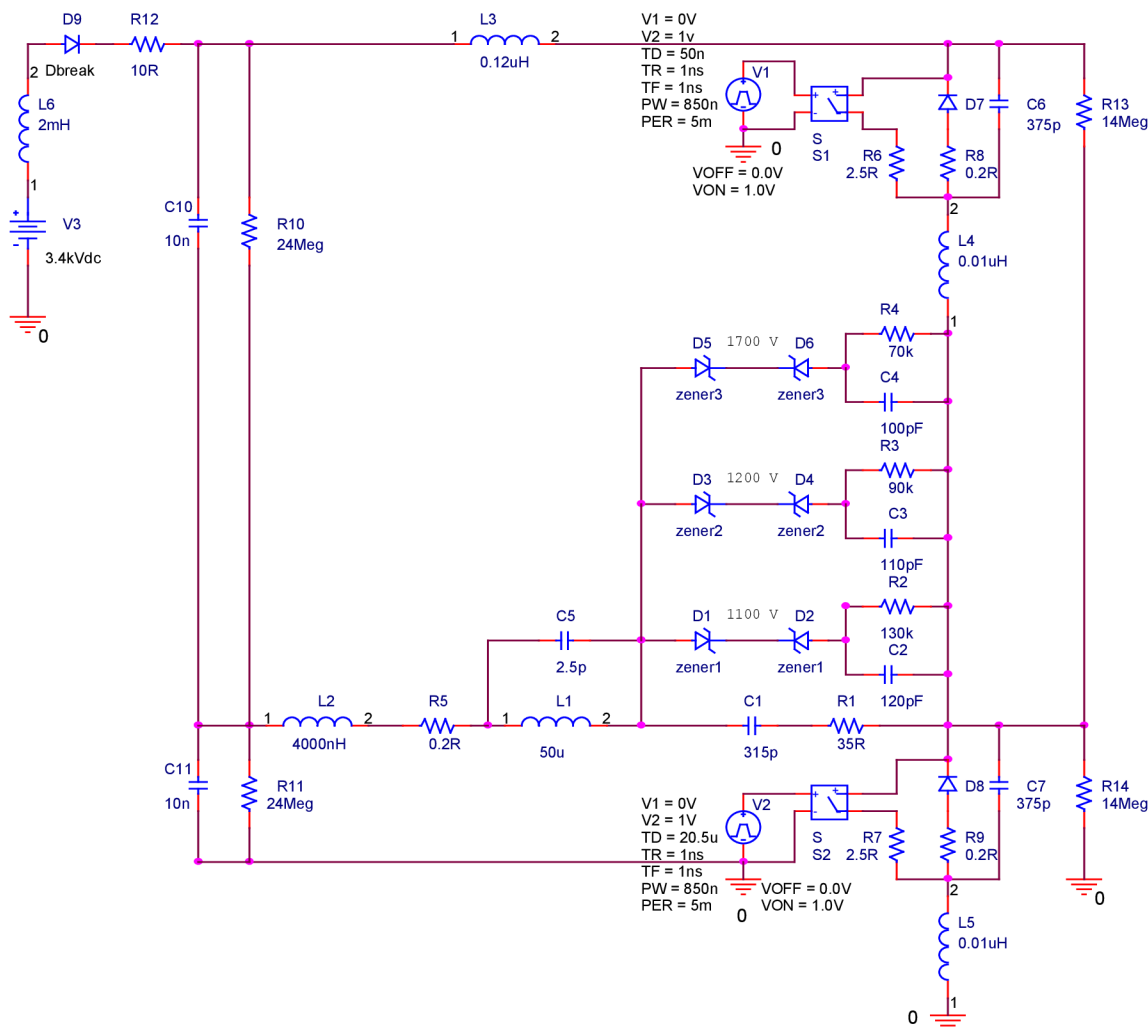 D9
R12
Dbreak
10R
2
L6
2mH
1
+
-
V3
3.4kVdc
0
L3
1
2
0.12uH
V1 = 0V
V2 = 1v
TD = 50n
TR = 1ns
TF = 1ns
PW = 850n
PER = 5m
V1
+
-
+
-
S
S1
0
VOFF = 0.0V
VON = 1.0V
R6
2.5R
D7
R8
0.2R
C6
375p
R13
14Meg
2
L4
0.01uH
1
C10
10n
R10
24Meg
R4
70k
D5
1700 V
D6
zener3
zener3
C4
100pF
R3
90k
D3
1200 V
D4
zener2
zener2
C3
110pF
R2
130k
D1
1100 V
D2
zener1
zener1
C2
120pF
C5
2.5p
L2
1
2
4000nH
R5
0.2R
L1
1
2
50u
C1
315p
R1
35R
C11
10n
R11
24Meg
V1 = 0V
V2 = 1V
TD = 20.5u
TR = 1ns
TF = 1ns
PW = 850n
PER = 5m
V2
+
-
+
-
S
S2
0
VOFF = 0.0V
VON = 1.0V
R7
2.5R
D8
R9
0.2R
C7
375p
R14
14Meg
0
2
L5
0.01uH
1
0